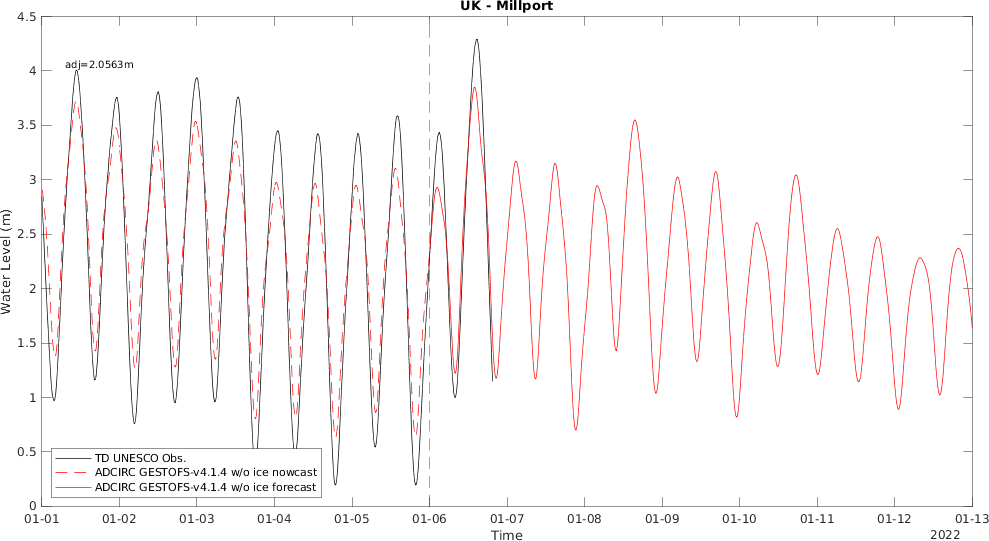 UK - Millport
adj=2.0563m
Water Level (m)
4.5
4
3.5
3
2.5
2
1.5
1
0.5
0
TD UNESCO Obs.
ADCIRC GESTOFS-v4.1.4 w/o ice nowcast
ADCIRC GESTOFS-v4.1.4 w/o ice forecast
01-01 01-02 01-03 01-04 01-05 01-06 01-07 01-08 01-09 01-10 01-11 01-12 01-13
Time
2022